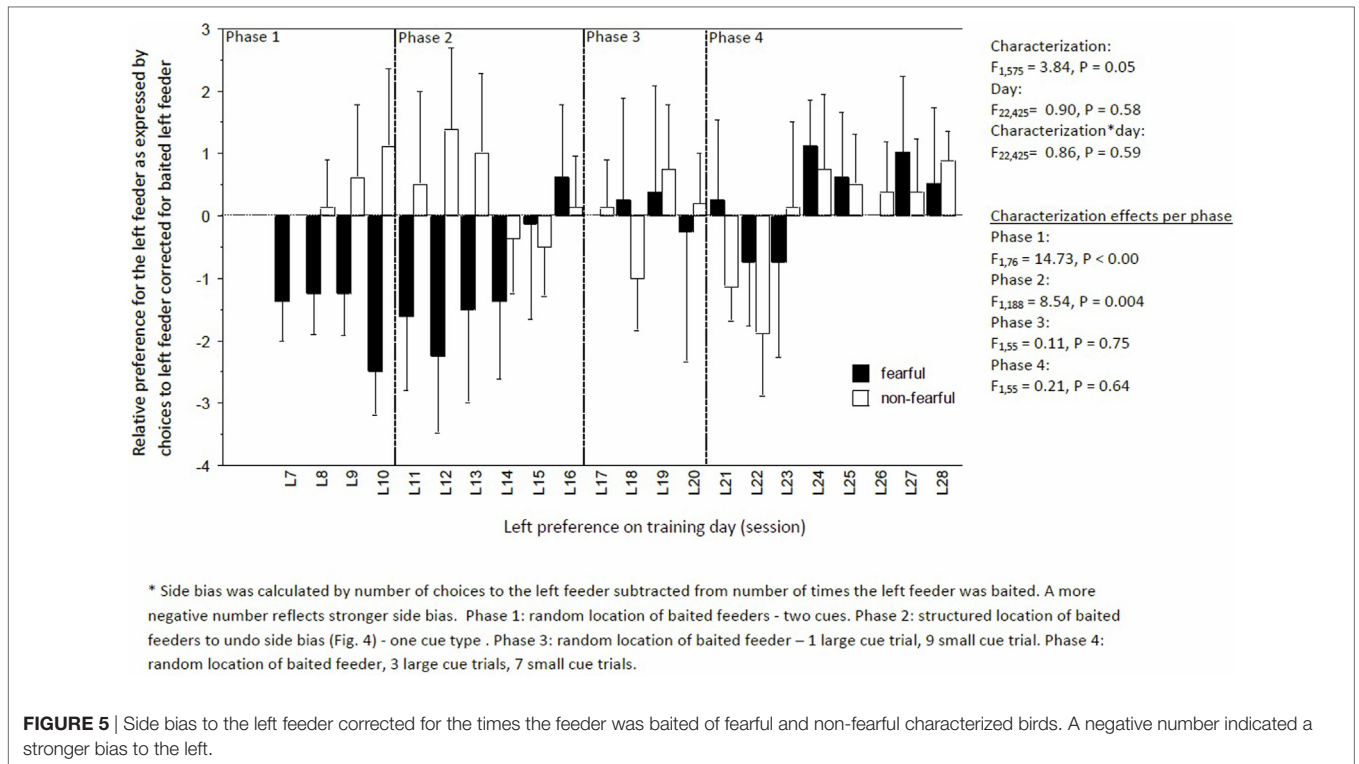 3
2
1
0
-1
-2
-3
-4
Relative preference for the left feeder as expressed by
choices to left feeder corrected for baited left feeder
Phase 1
Phase 2
Phase 3
Phase 4
fearful
non-fearful
L7
L8
L9
L10
L11
L12
L13
L14
L15
L16
L17
L18
L19
L20
L21
L22
L23
L24
L25
L26
L27
L28
Left preference on training day (session)
Characterization:
F1,575 = 3.84, P = 0.05
Day:
F22,425= 0.90, P = 0.58
Characterization*day:
F22,425= 0.86, P = 0.59
Characterization effects per phase
Phase 1:
F1,76 = 14.73, P < 0.00
Phase 2:
F1,188 = 8.54, P = 0.004
Phase 3:
F1,55 = 0.11, P = 0.75
Phase 4:
F1,55 = 0.21, P = 0.64
* Side bias was calculated by number of choices to the left feeder subtracted from number of times the left feeder was baited. A more
negative number reflects stronger side bias. Phase 1: random location of baited feeders - two cues. Phase 2: structured location of baited
feeders to undo side bias (Fig. 4) - one cue type . Phase 3: random location of baited feeder – 1 large cue trial, 9 small cue trial. Phase 4:
random location of baited feeder, 3 large cue trials, 7 small cue trials.
FIGURE 5 | Side bias to the left feeder corrected for the times the feeder was baited of fearful and non-fearful characterized birds. A negative number indicated a
stronger bias to the left.